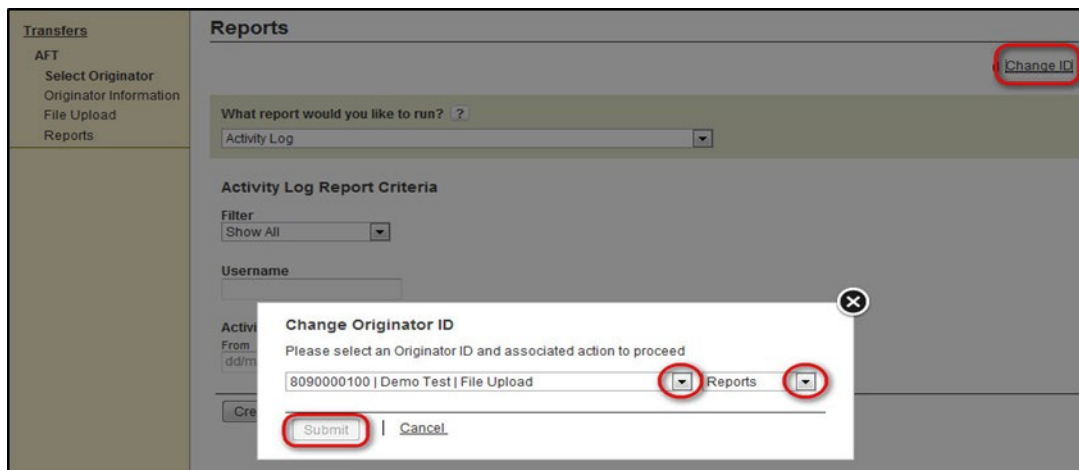 Transfers
AFT
Select Originator
Originator Information
File Upload
Reports
Reports
Change ID
What report would you like to run? ?
Activity Log
Activity Log Report Criteria
Filter
Show All
Username
From
Change Originator ID
Please select an Originator ID and associated action to proceed
8090000100 | Demo Test | File Upload Reports
Submit | Cancel